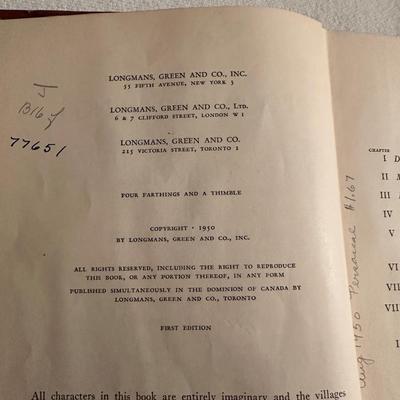 LONGMANS, GREEN AND CO., INC.
55 FIFTH AVENUE, NEW YORK 3
LONGMANS, GREEN AND CO., LTD.
6 & 7 CLIFFORD STREET, LONDON W 1
LONGMANS, GREEN AND CO.
215 VICTORIA STREET, TORONTO 1
J
B16f
77651
FOUR FARTHINGS AND A THIMBLE
COPYRIGHT · 1950
BY LONGMANS, GREEN AND CO., INC.
ALL RIGHTS RESERVED, INCLUDING THE RIGHT TO REPRODUCE
THIS BOOK, OR ANY PORTION THEREOF, IN ANY FORM
PUBLISHED SIMULTANEOUSLY IN THE DOMINION OF CANADA BY
LONGMANS, GREEN AND CO., TORONTO
FIRST EDITION
All characters in this book are entirely imaginary and the villages
CHAPTER
I D
II A
III A
IV
V
VI
VII
VIII
I
Aug 1950 Personal $1.67